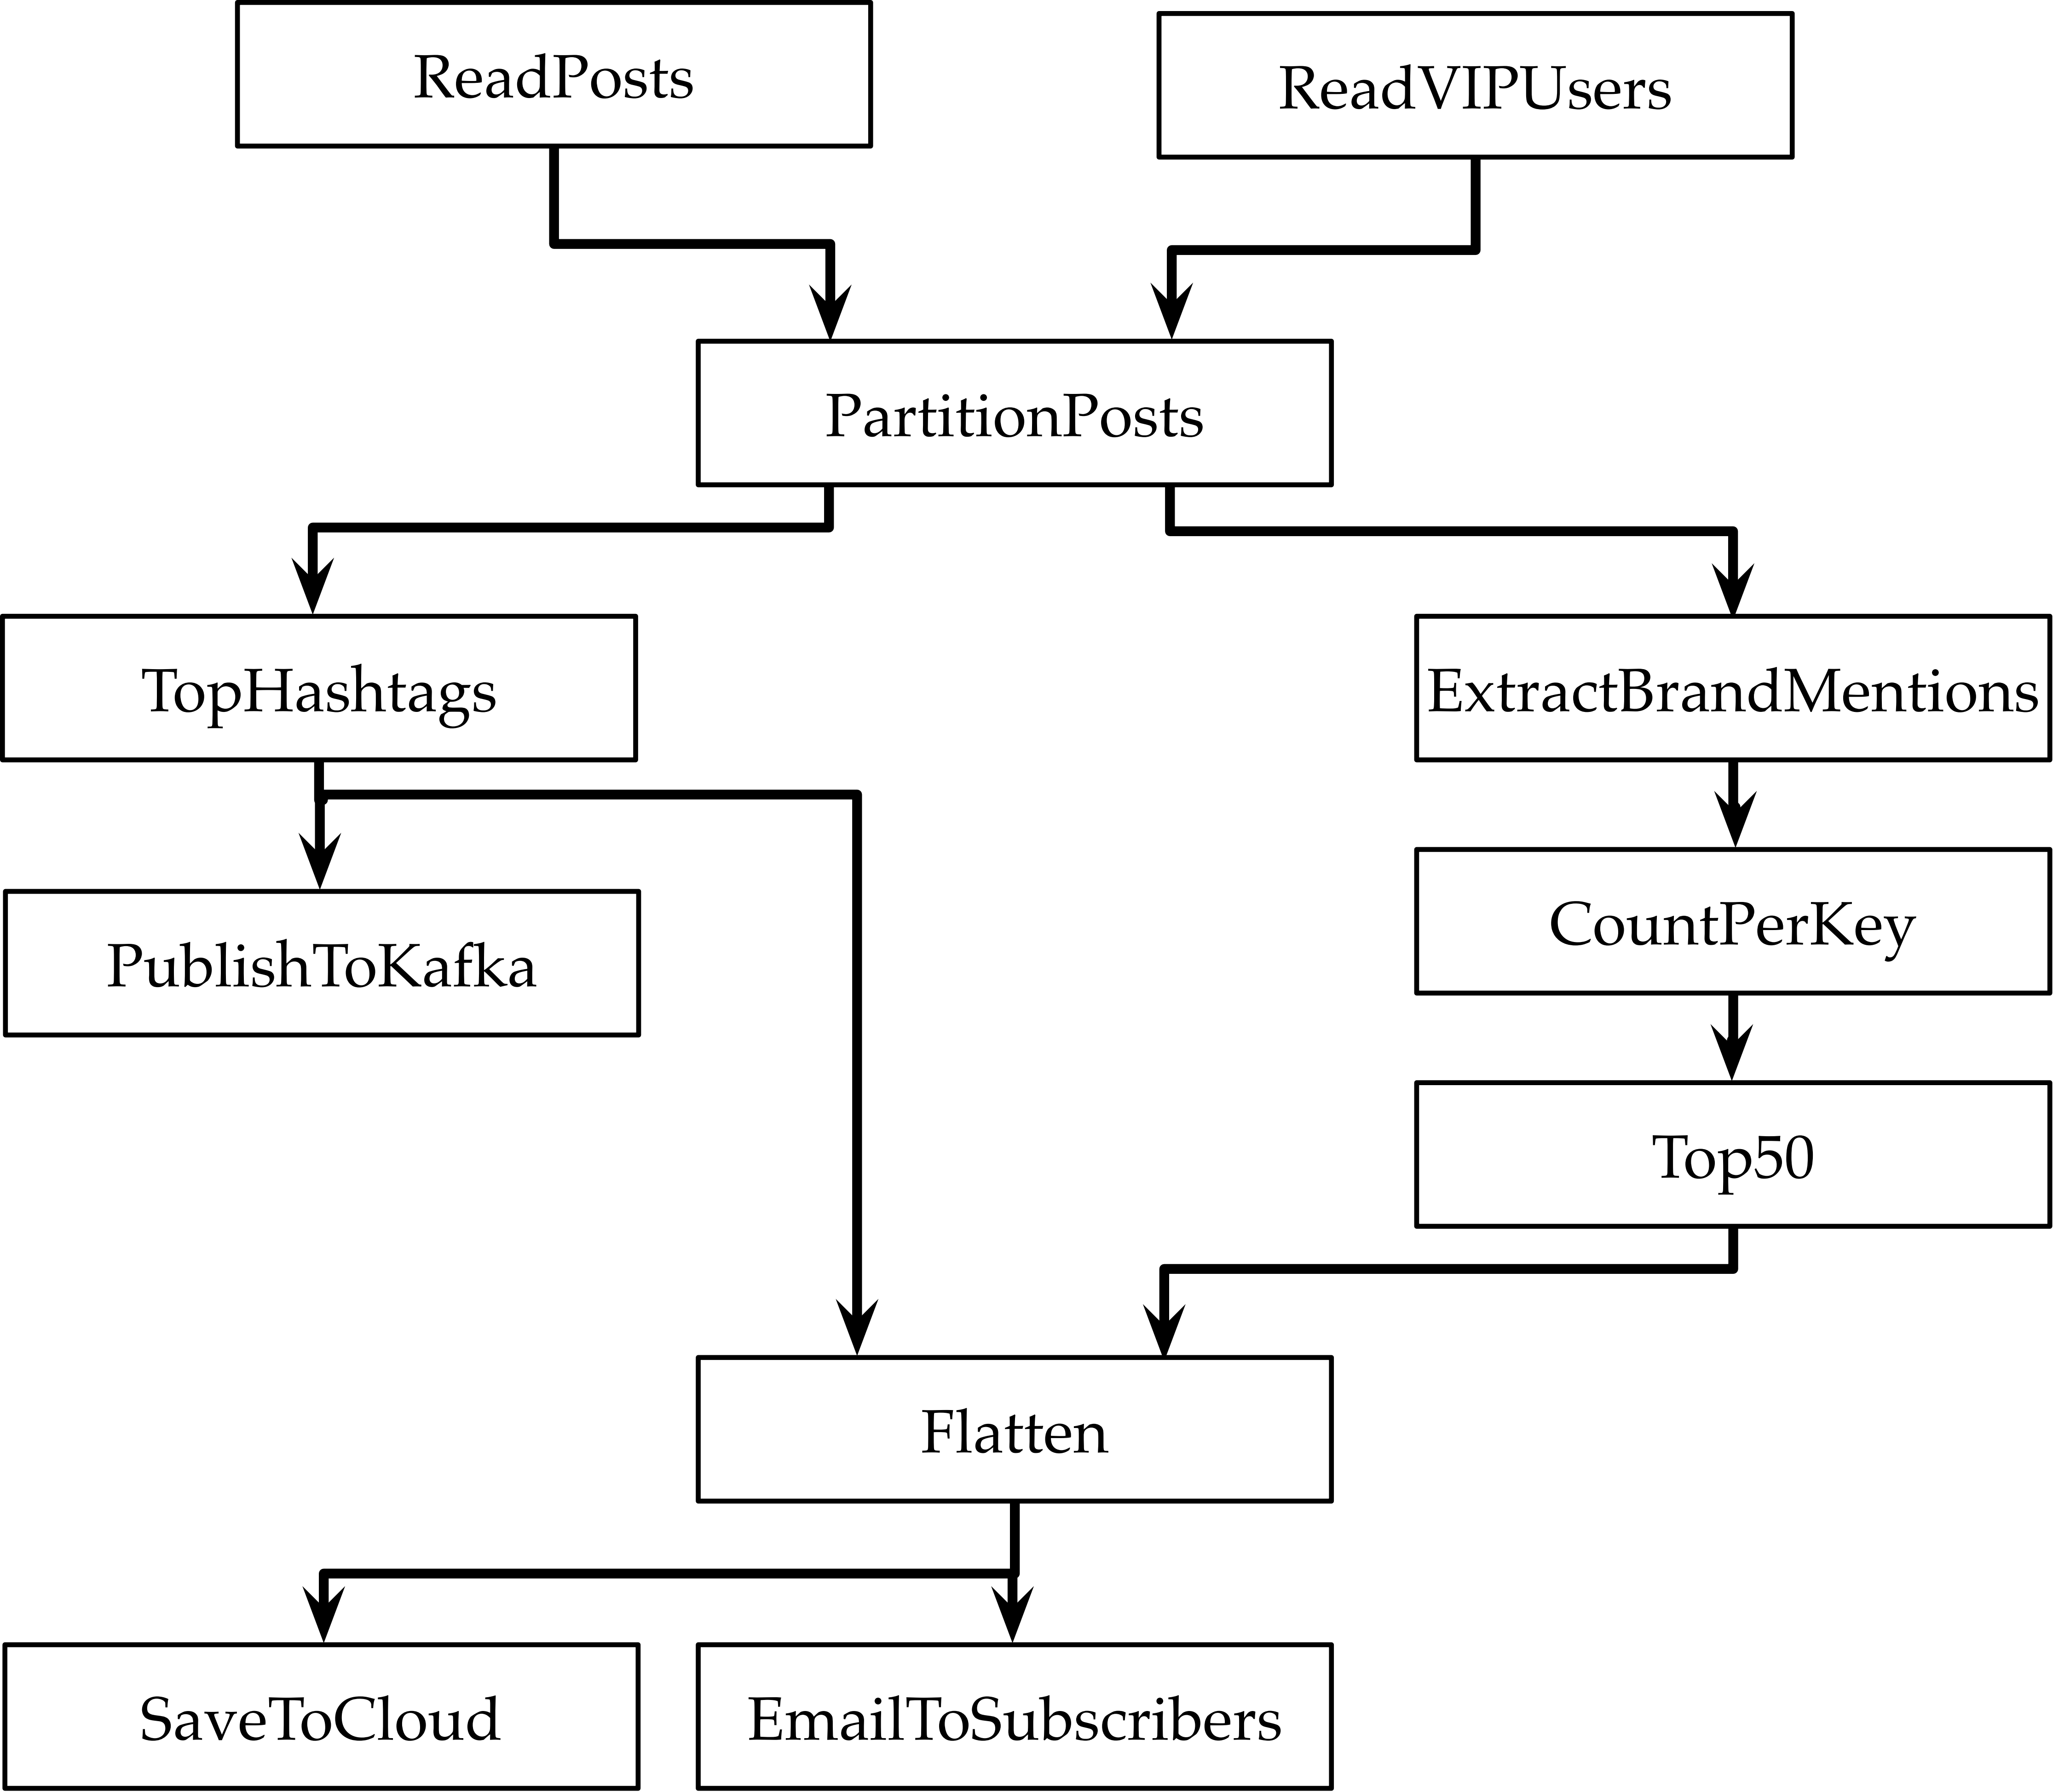 ReadPosts
ReadVIPUsers
PartitionPosts
TopHashtags
ExtractBrandMentions
PublishToKafka
CountPerKey
Top50
Flatten
SaveToCloud
EmailToSubscribers